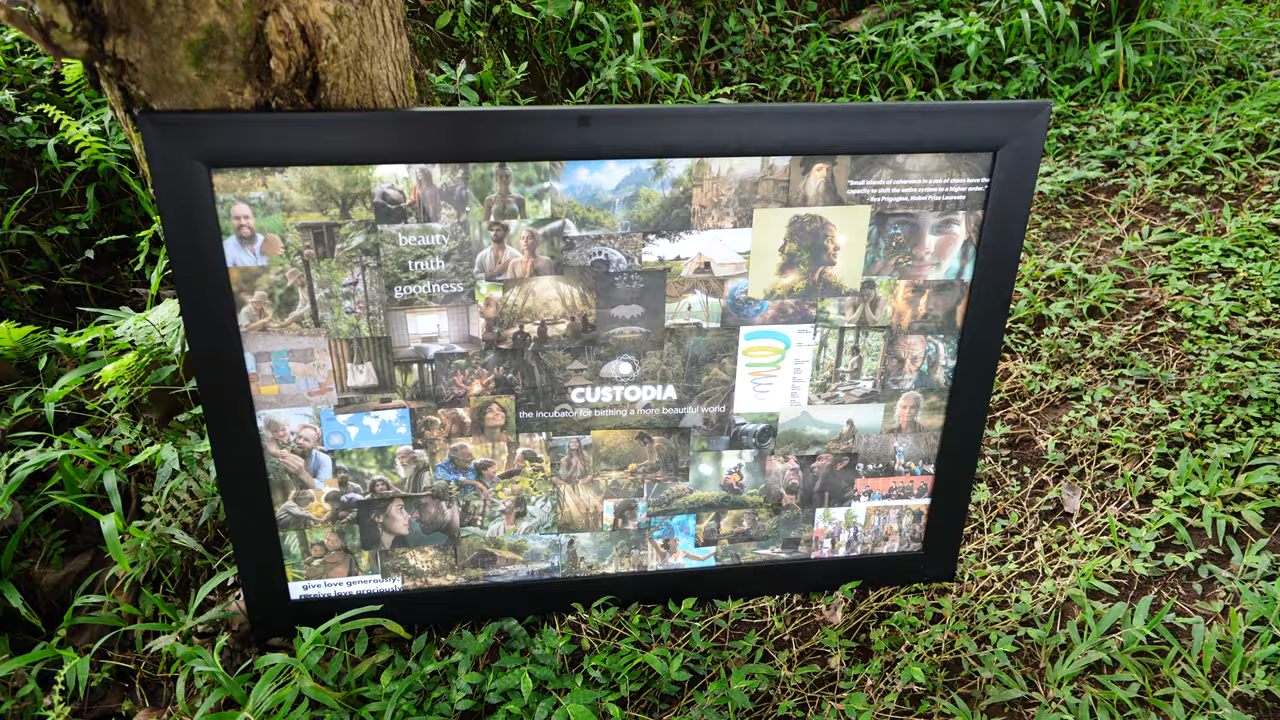 "Small islands of coherence in a sea of chaos have the
capacity to shift the entire system to a higher order."
- Ilya Prigogine, Nobel Prize Laureate
beauty
truth
goodness
CUSTODIA
the incubator for birthing a more beautiful world
give love generously,
receive love graciously